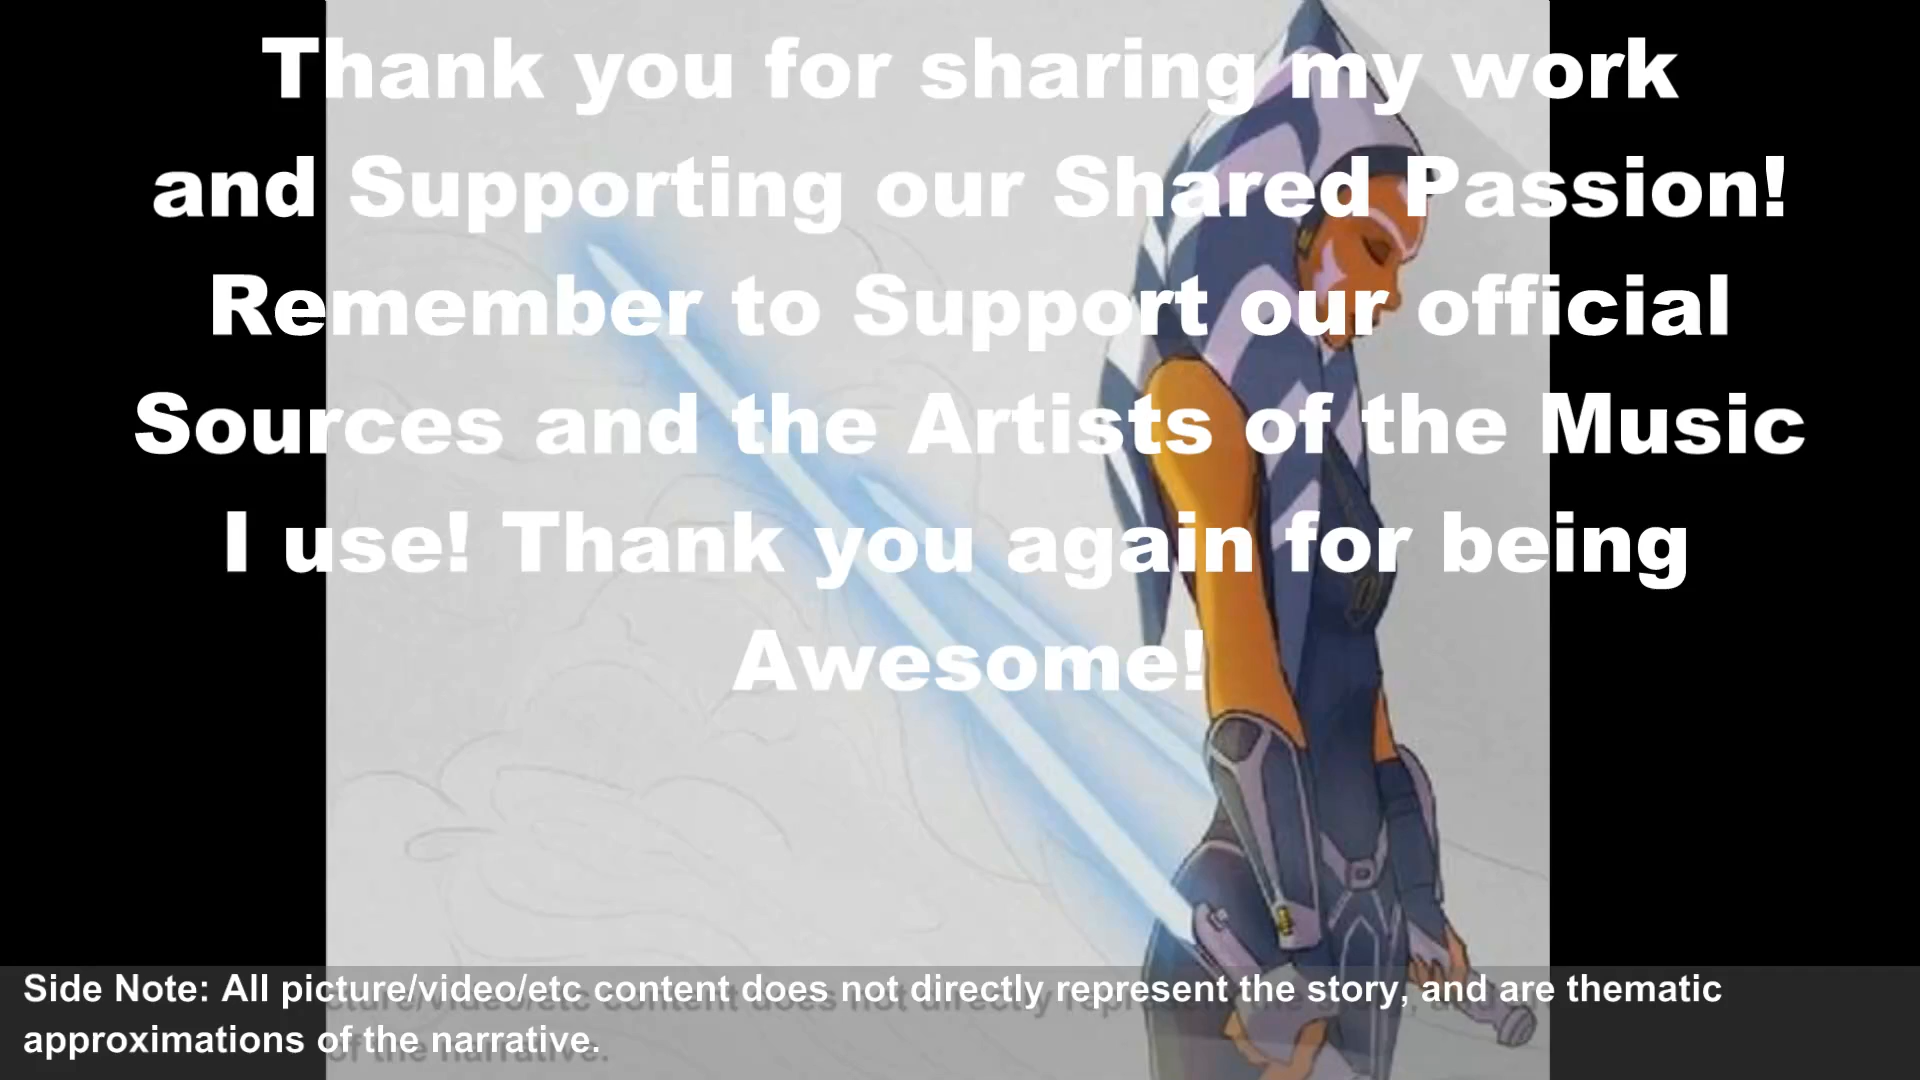 Thank you for sharing my work
and Supporting our Shared Passion!
Remember to Support our official
Sources and the Artists of the Music
I use! Thank you again for being
Awesome!
Side Note: All picture/video/etc content does not directly represent the story, and are thematic
approximations of the narrative.